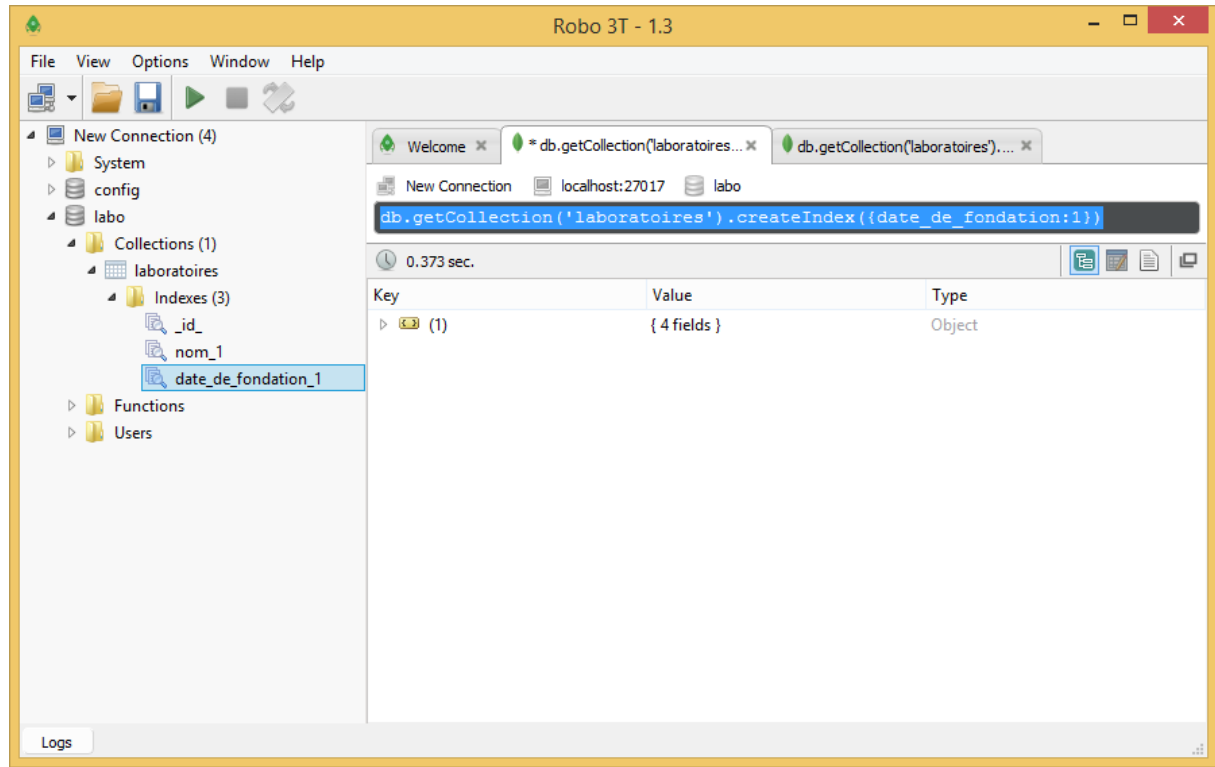 Robo 3T - 1.3
File View Options Window Help
New Connection (4)
System
config
labo
Collections (1)
laboratoires
Indexes (3)
_id_
nom_1
date_de_fondation_1
Functions
Users
Welcome * db.getCollection('laboratoires... db.getCollection('laboratoires')....
New Connection localhost:27017 labo
db.getCollection('laboratoires').createIndex({date_de_fondation:1})
0.373 sec.
Key Value Type
(1) { 4 fields } Object
Logs